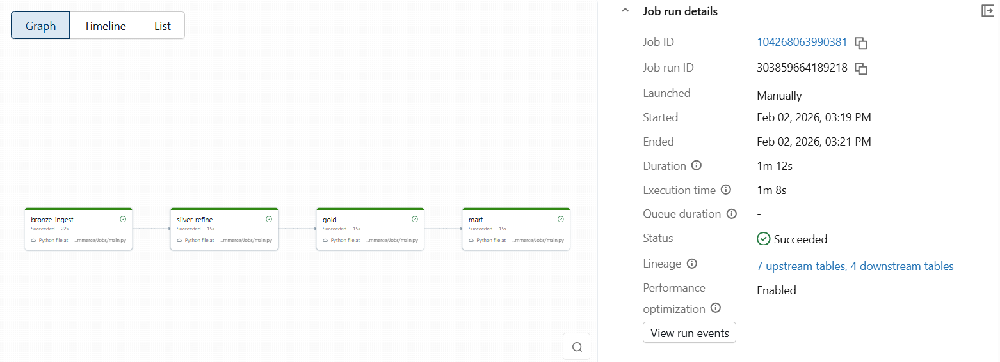 Graph
Timeline
List
bronze_ingest
Succeeded · 22s
Python file at ...mmerce/Jobs/main.py
silver_refine
Succeeded · 15s
Python file at ...mmerce/Jobs/main.py
gold
Succeeded · 15s
Python file at ...mmerce/Jobs/main.py
mart
Succeeded · 15s
Python file at ...mmerce/Jobs/main.py
Job run details
Job ID 104268063990381
Job run ID 303859664189218
Launched Manually
Started Feb 02, 2026, 03:19 PM
Ended Feb 02, 2026, 03:21 PM
Duration 1m 12s
Execution time 1m 8s
Queue duration -
Status Succeeded
Lineage 7 upstream tables, 4 downstream tables
Performance
optimization Enabled
View run events